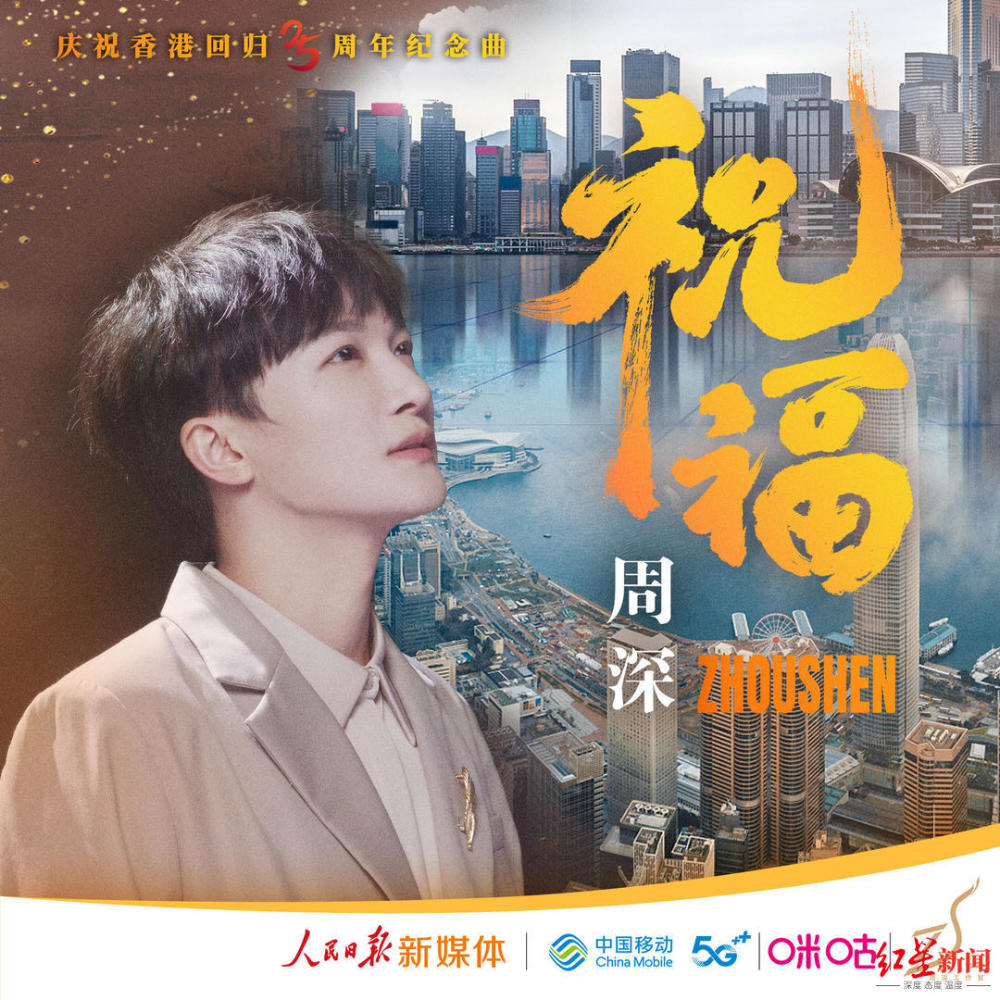 庆祝香港回归25周年纪念曲
祝福
周深
ZHOUSHEN
人民日报 新媒体
中国移动
China Mobile
5G++
咪咕
红星新闻
深度 态度 温度